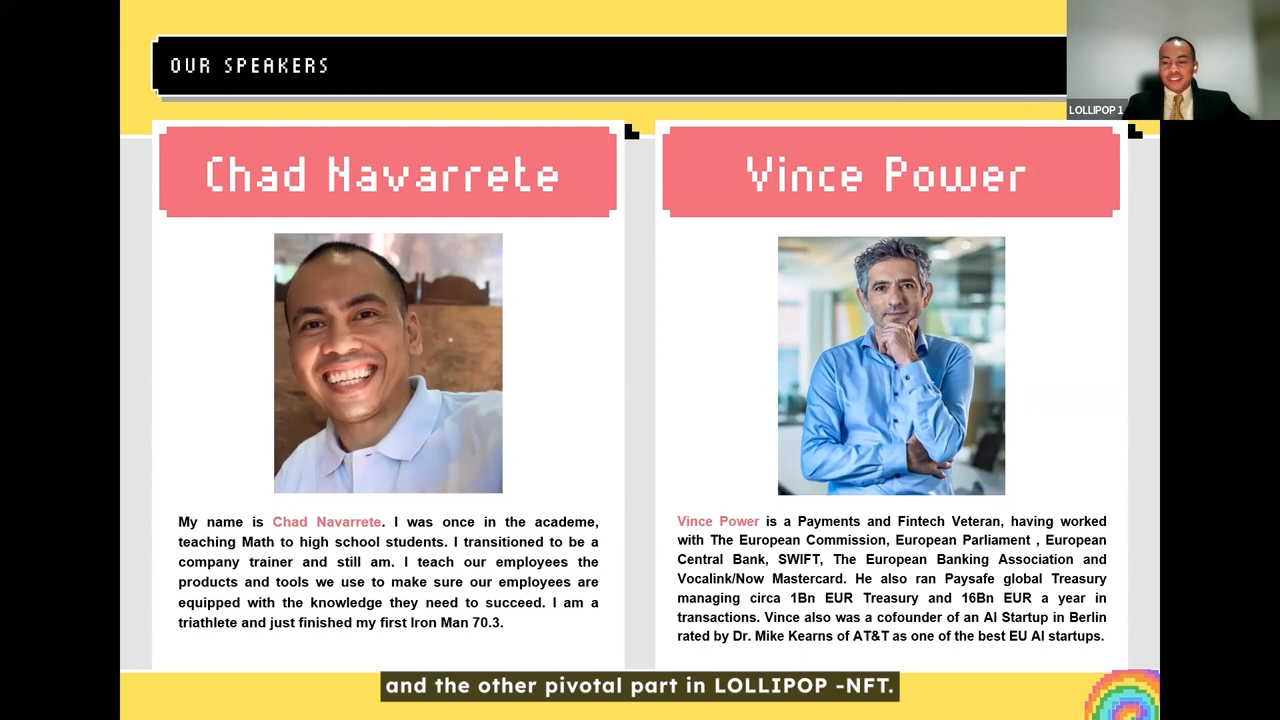 OUR SPEAKERS
LOLLIPOP 1
Chad Navarrete
My name is Chad Navarrete. I was once in the academe,
teaching Math to high school students. I transitioned to be a
company trainer and still am. I teach our employees the
products and tools we use to make sure our employees are
equipped with the knowledge they need to succeed. I am a
triathlete and just finished my first Iron Man 70.3.
Vince Power
Vince Power is a Payments and Fintech Veteran, having worked
with The European Commission, European Parliament , European
Central Bank, SWIFT, The European Banking Association and
Vocalink/Now Mastercard. He also ran Paysafe global Treasury
managing circa 1Bn EUR Treasury and 16Bn EUR a year in
transactions. Vince also was a cofounder of an AI Startup in Berlin
rated by Dr. Mike Kearns of AT&T as one of the best EU AI startups.
and the other pivotal part in LOLLIPOP -NFT.